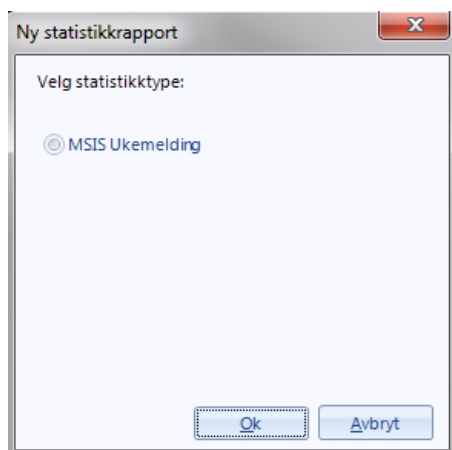 Ny statistikkrapport
Velg statistikktype:
MSIS Ukemelding
Ok Avbryt